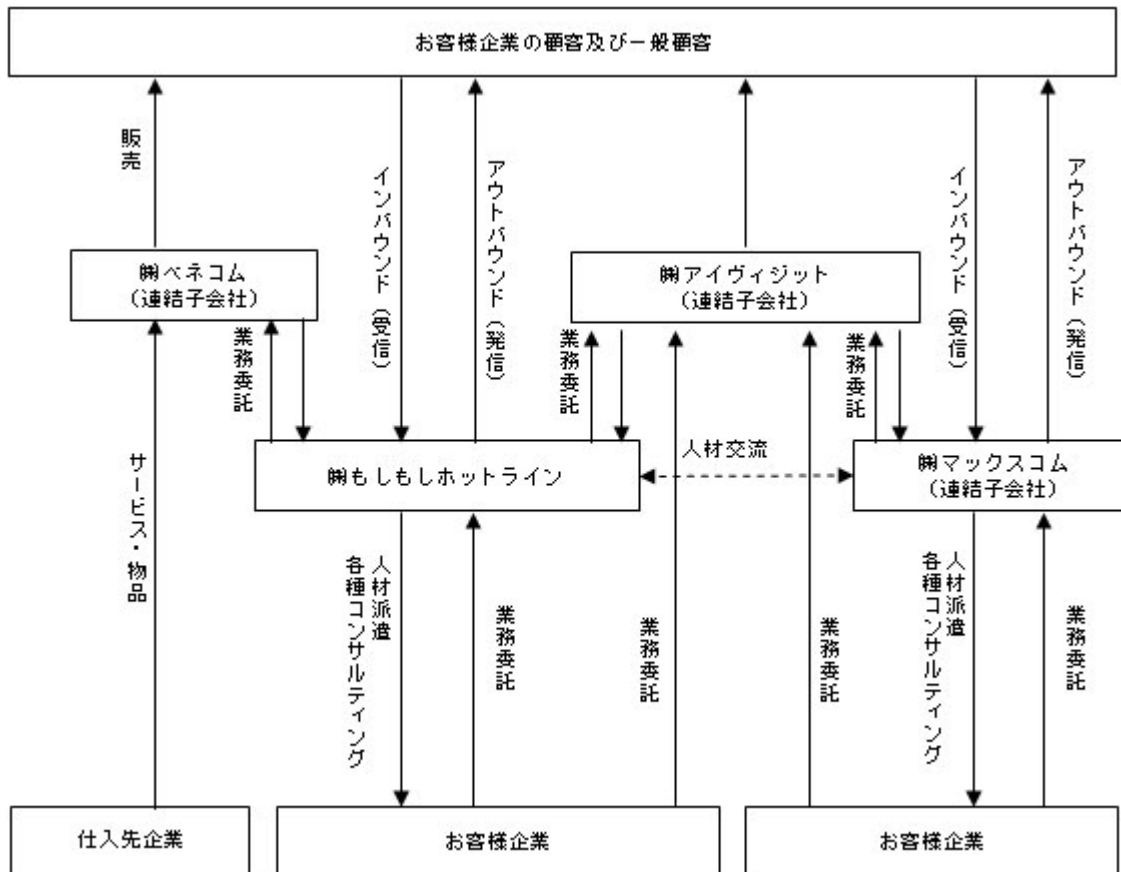 お客様企業の顧客及び一般顧客
販売
インバウンド（受信）
アウトバウンド（発信）
インバウンド（受信）
アウトバウンド（発信）
㈱ベネコム
（連結子会社）
㈱アイヴィジット
（連結子会社）
業務委託
業務委託
業務委託
㈱もしもしホットライン
人材交流
㈱マックスコム
（連結子会社）
サービス・物品
人材派遣
各種コンサルティング
業務委託
業務委託
業務委託
人材派遣
各種コンサルティング
業務委託
仕入先企業
お客様企業
お客様企業